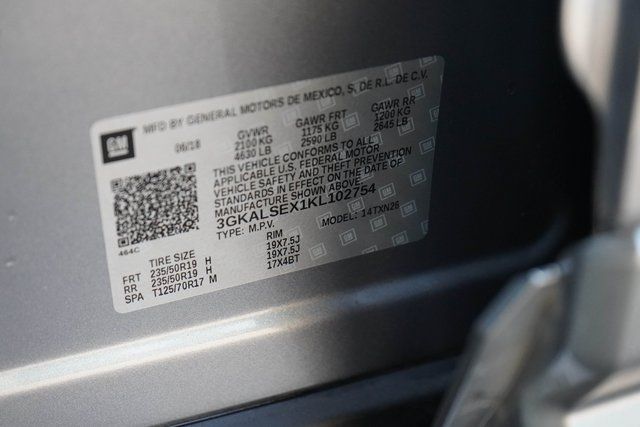 GM
MFD BY GENERAL MOTORS DE MEXICO, S. DE R.L. DE C.V.
06/18 GVWR GAWR FRT GAWR RR
2100 KG 1175 KG 1200 KG
4630 LB 2590 LB 2645 LB
THIS VEHICLE CONFORMS TO ALL
APPLICABLE U.S. FEDERAL MOTOR
VEHICLE SAFETY AND THEFT PREVENTION
STANDARDS IN EFFECT ON THE DATE OF
MANUFACTURE SHOWN ABOVE.
3GKALSEX1KL102754
TYPE: M.P.V. MODEL: 14TXN26
464C
TIRE SIZE RIM
FRT 235/50R19 H 19X7.5J
RR 235/50R19 H 19X7.5J
SPA T125/70R17 M 17X4BT